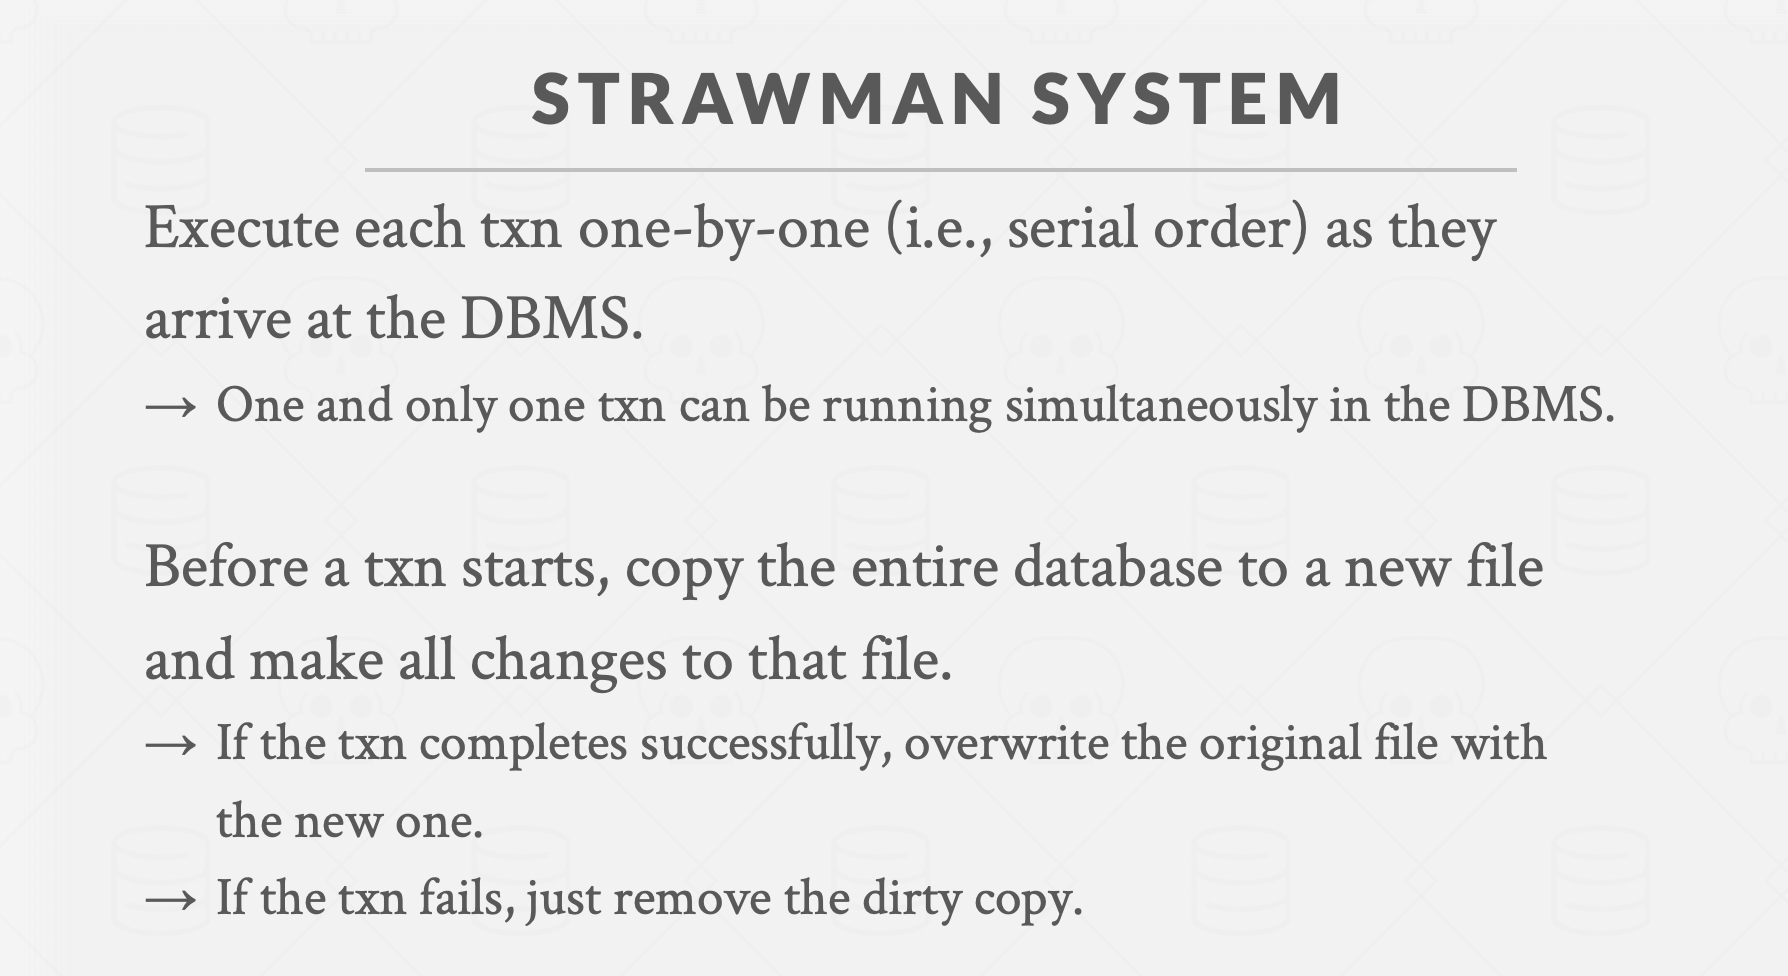 STRAWMAN SYSTEM
Execute each txn one-by-one (i.e., serial order) as they
arrive at the DBMS.
→ One and only one txn can be running simultaneously in the DBMS.
Before a txn starts, copy the entire database to a new file
and make all changes to that file.
→ If the txn completes successfully, overwrite the original file with
the new one.
→ If the txn fails, just remove the dirty copy.